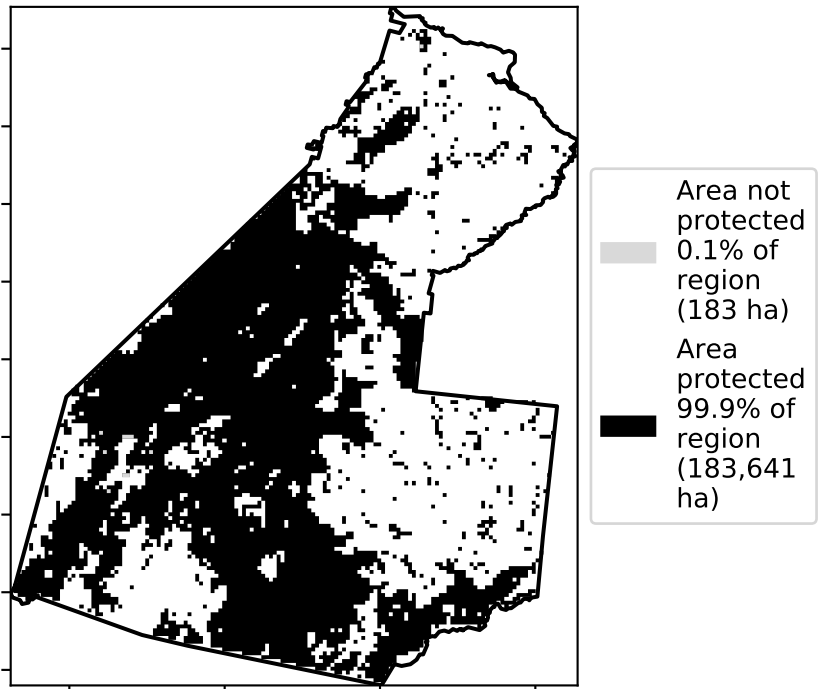 Area not
protected
0.1% of
region
(183 ha)
Area
protected
99.9% of
region
(183,641
ha)